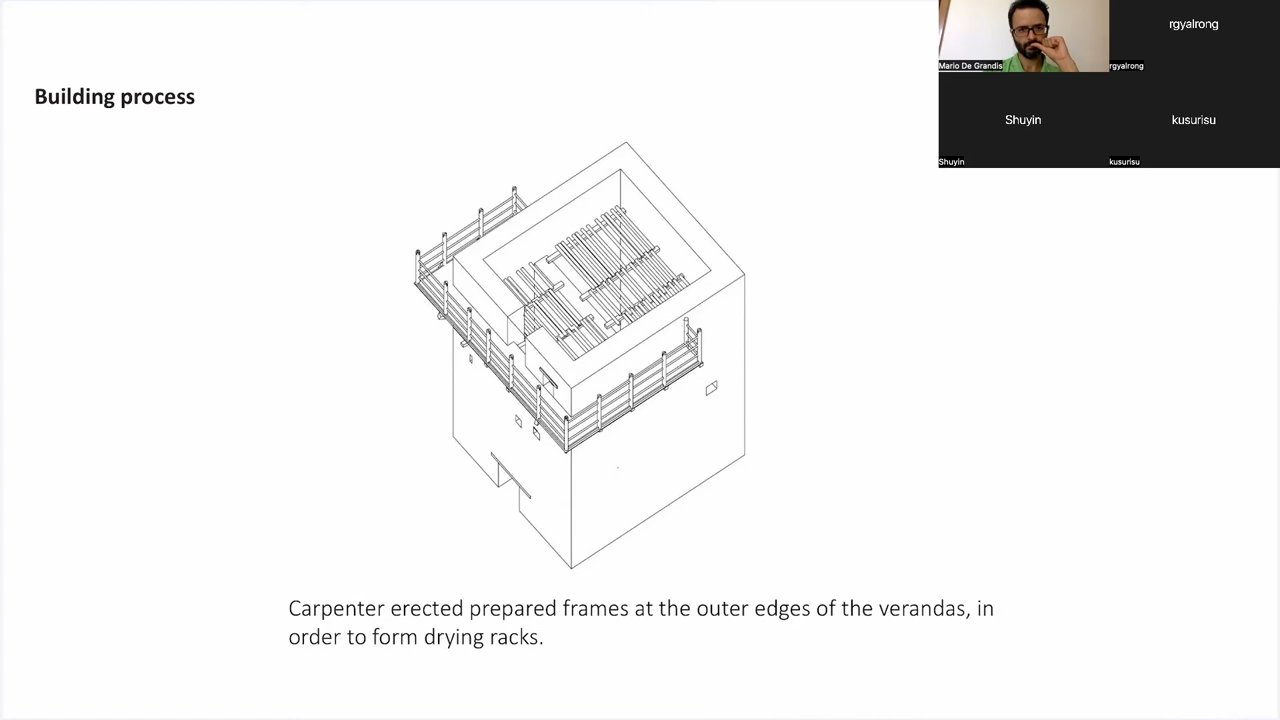 Building process
Carpenter erected prepared frames at the outer edges of the verandas, in
order to form drying racks.
Mario De Grandis
rgyalrong
rgyalrong
Shuyin
Shuyin
kusurisu
kusurisu